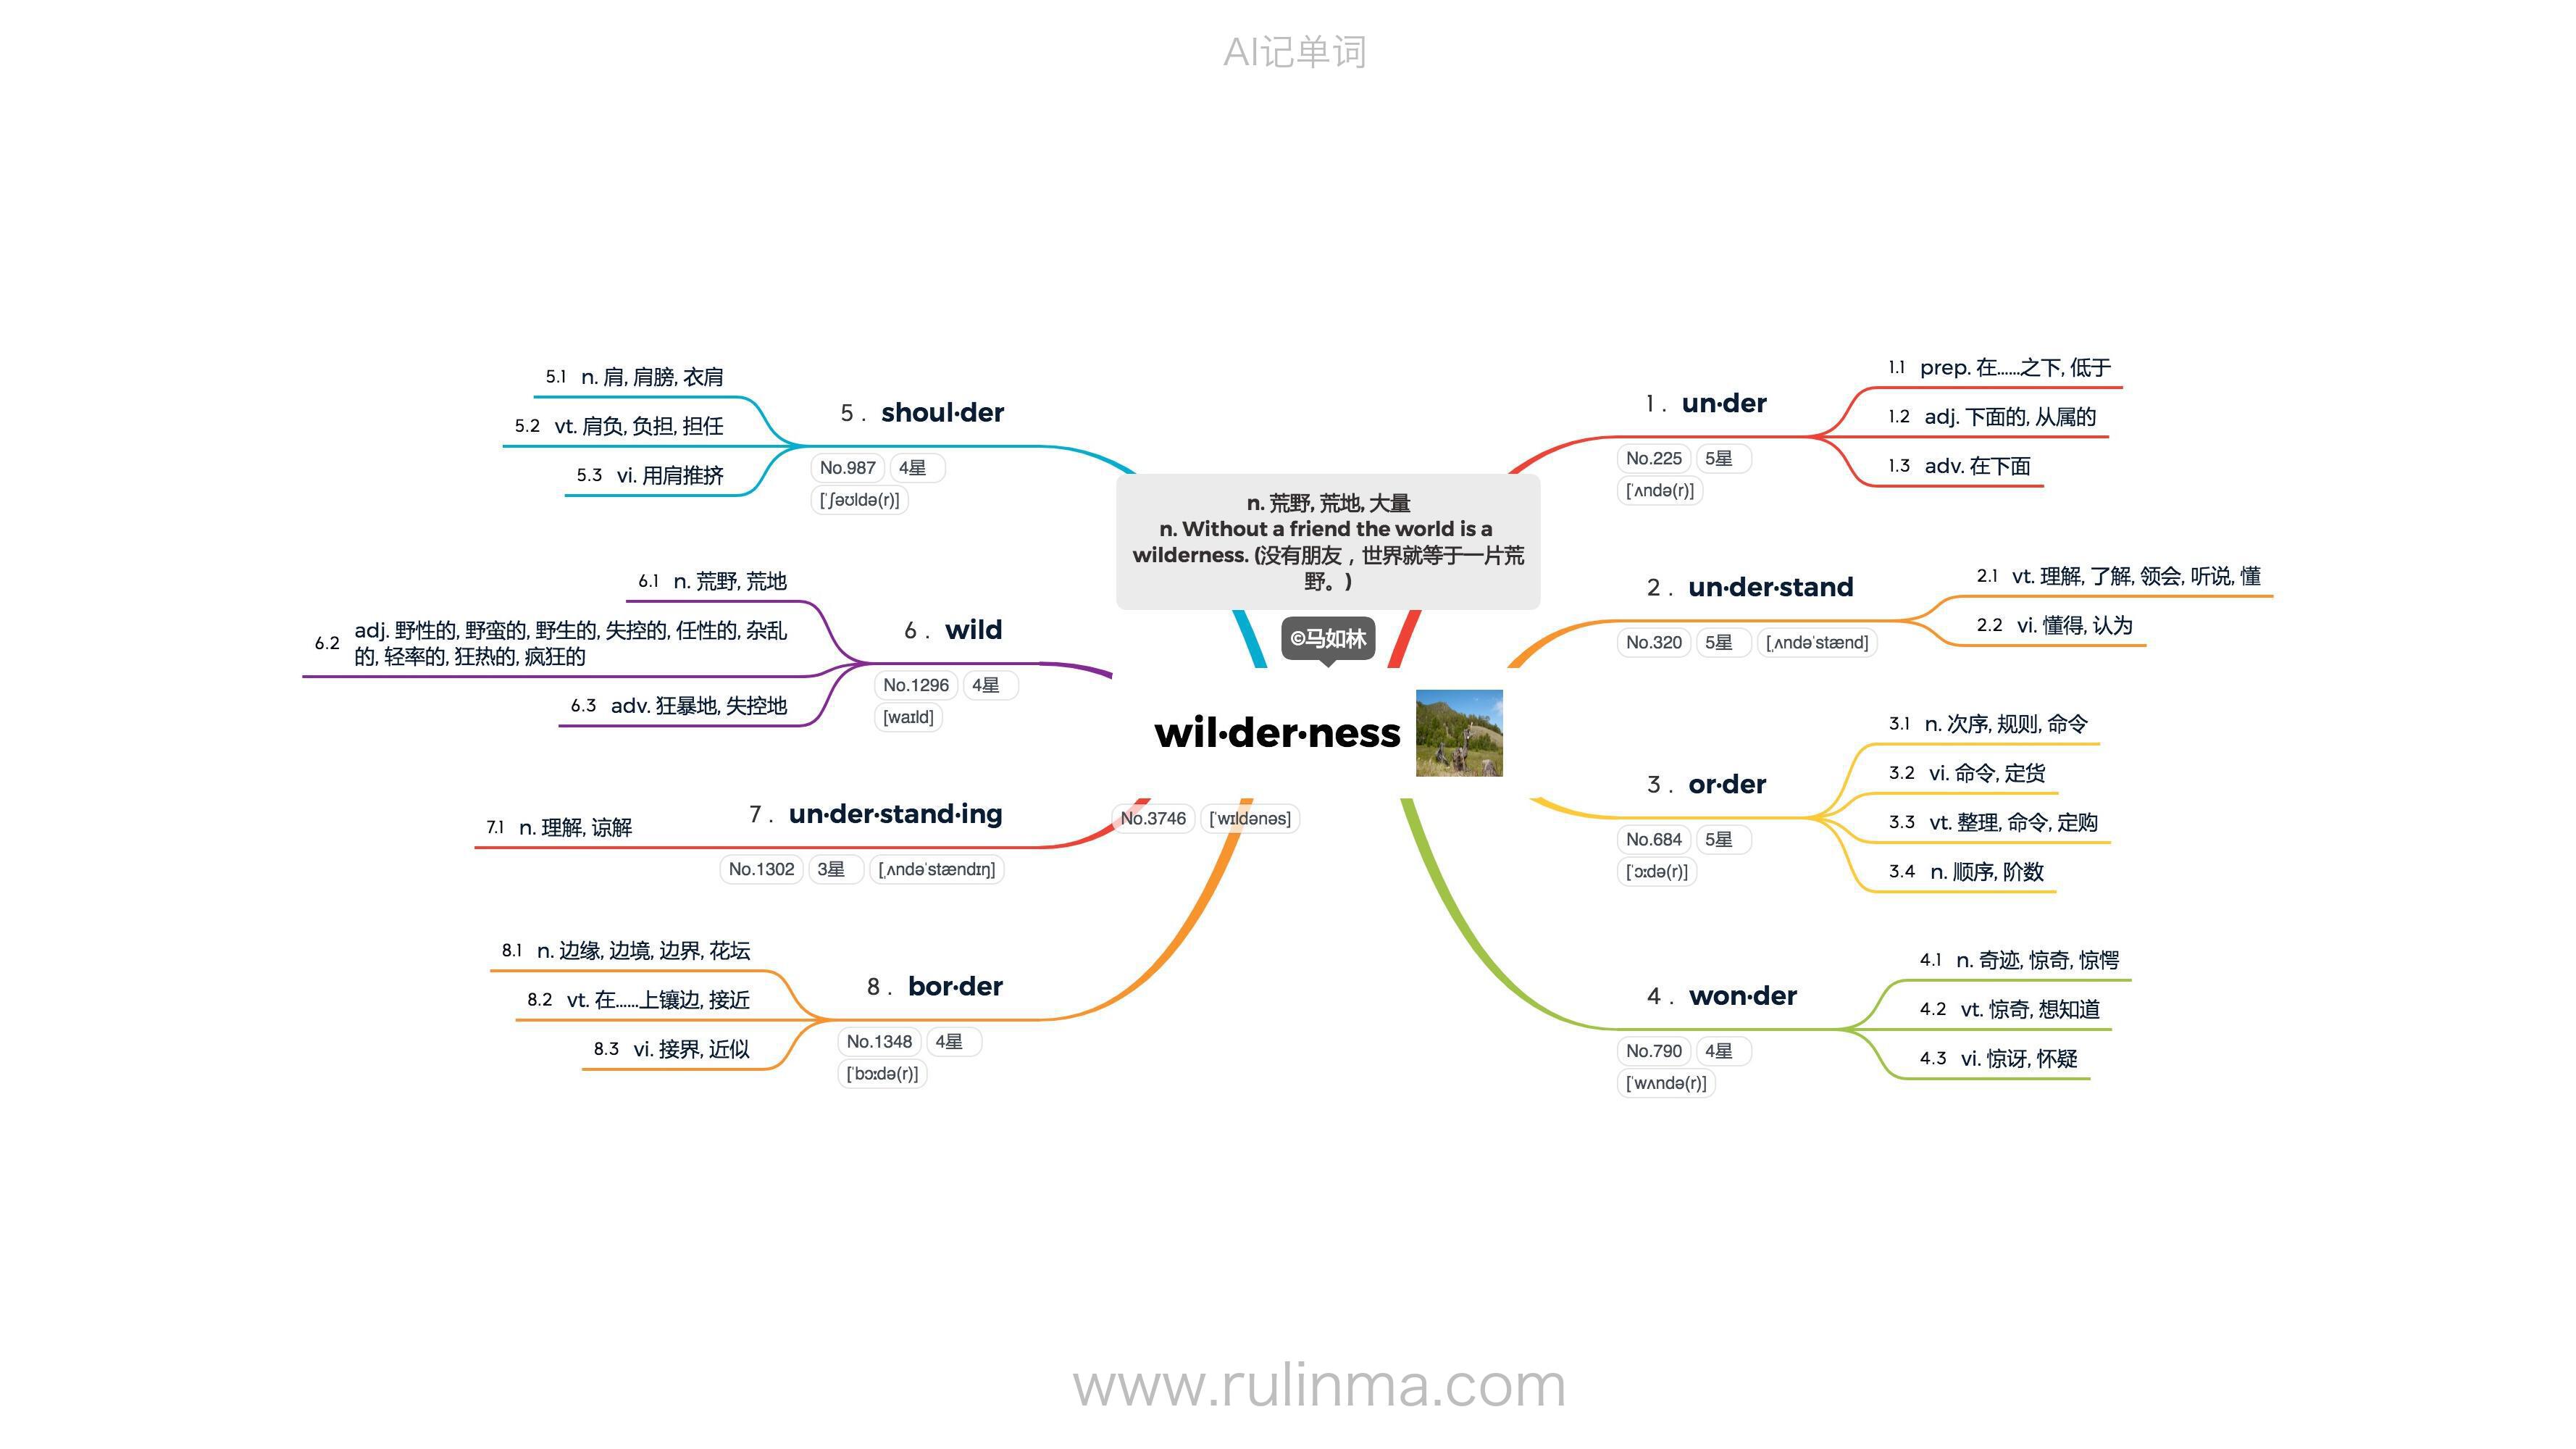 AI记单词
n. 荒野, 荒地, 大量
n. Without a friend the world is a
wilderness. (没有朋友，世界就等于一片荒
野。)
©马如林
wil·der·ness
No.3746 [ˈwɪldənəs]
1. un·der
No.225 5星
[ˈʌndə(r)]
1.1 prep. 在……之下, 低于
1.2 adj. 下面的, 从属的
1.3 adv. 在下面
2. un·der·stand
No.320 5星 [ˌʌndəˈstænd]
2.1 vt. 理解, 了解, 领会, 听说, 懂
2.2 vi. 懂得, 认为
3. or·der
No.684 5星
[ˈɔːdə(r)]
3.1 n. 次序, 规则, 命令
3.2 vi. 命令, 定货
3.3 vt. 整理, 命令, 定购
3.4 n. 顺序, 阶数
4. won·der
No.790 4星
[ˈwʌndə(r)]
4.1 n. 奇迹, 惊奇, 惊愕
4.2 vt. 惊奇, 想知道
4.3 vi. 惊讶, 怀疑
5. shoul·der
No.987 4星
[ˈʃəʊldə(r)]
5.1 n. 肩, 肩膀, 衣肩
5.2 vt. 肩负, 负担, 担任
5.3 vi. 用肩推挤
6. wild
No.1296 4星
[waɪld]
6.1 n. 荒野, 荒地
6.2 adj. 野性的, 野蛮的, 野生的, 失控的, 任性的, 杂乱
的, 轻率的, 狂热的, 疯狂的
6.3 adv. 狂暴地, 失控地
7. un·der·stand·ing
No.1302 3星 [ˌʌndəˈstændɪŋ]
7.1 n. 理解, 谅解
8. bor·der
No.1348 4星
[ˈbɔːdə(r)]
8.1 n. 边缘, 边境, 边界, 花坛
8.2 vt. 在……上镶边, 接近
8.3 vi. 接界, 近似
www.rulinma.com